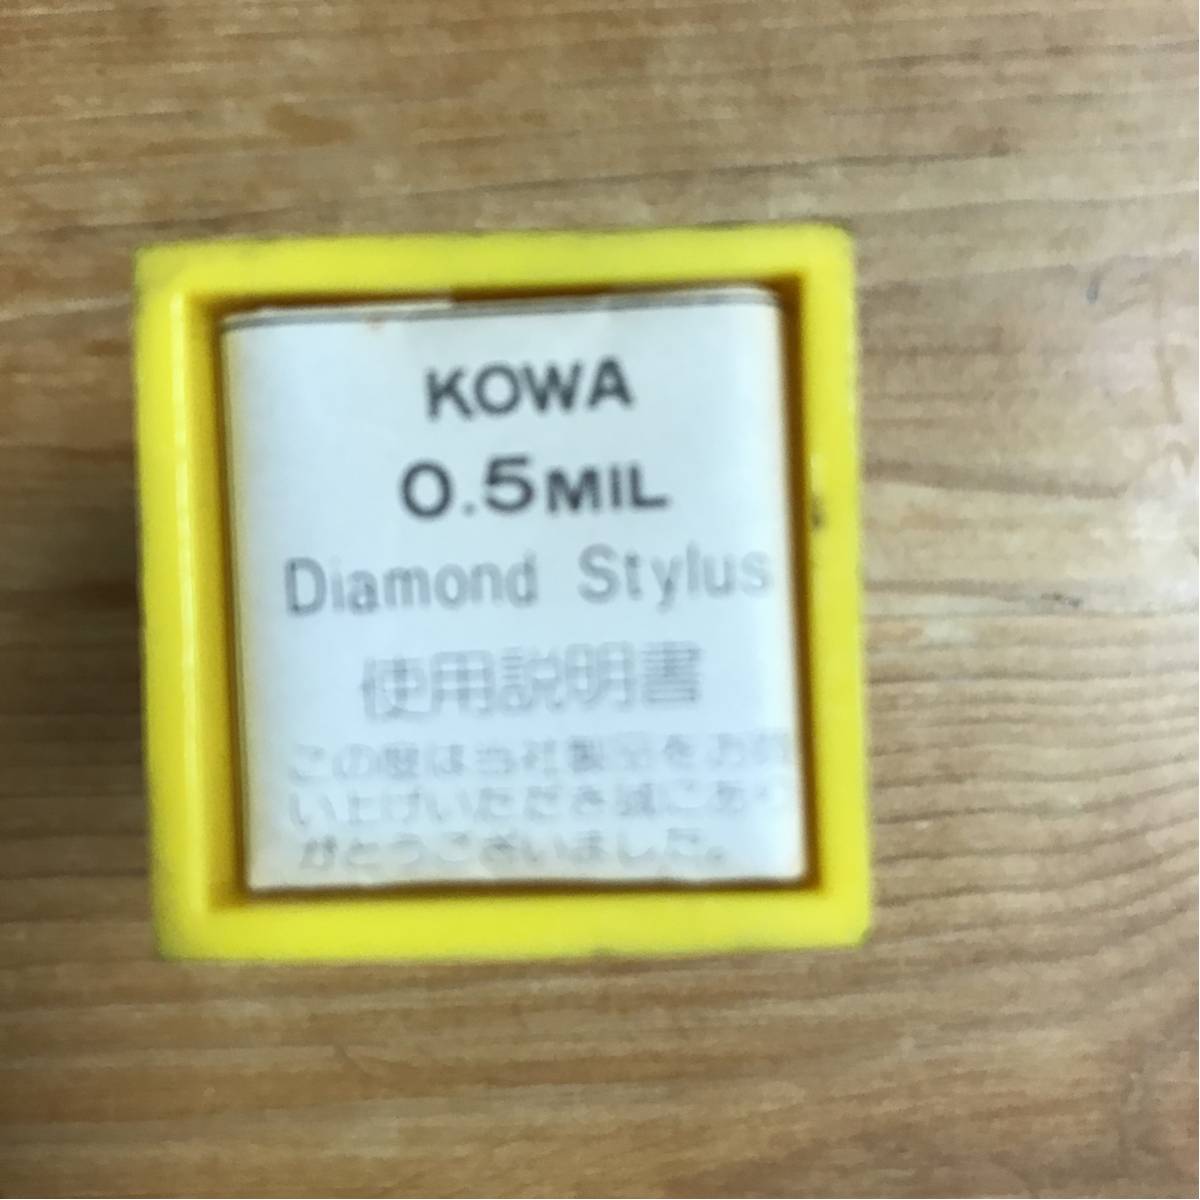 KOWA
0.5MIL
Diamond Stylus
使用説明書
この度は当社製品をお買
い上げいただき誠にあり
がとうございました。